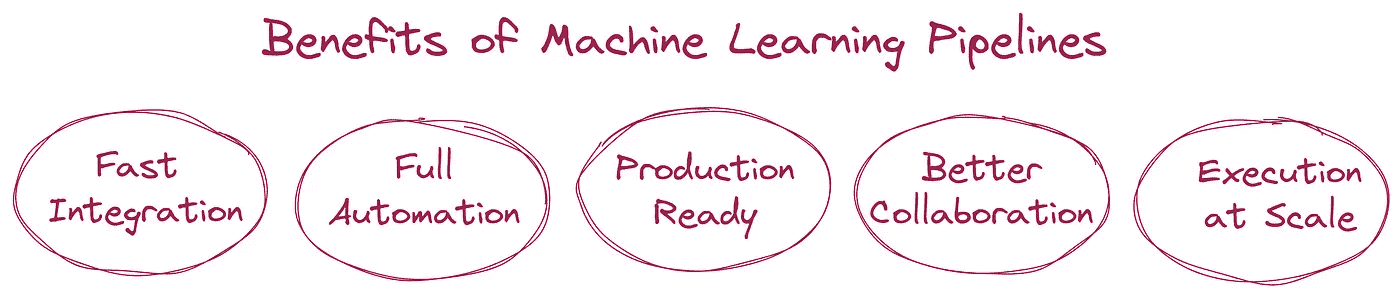 Benefits of Machine Learning Pipelines
Fast
Integration
Full
Automation
Production
Ready
Better
Collaboration
Execution
at Scale